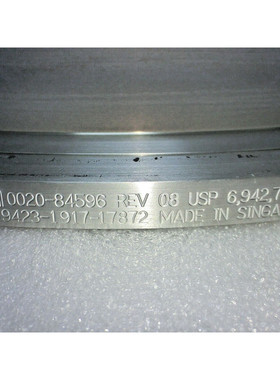 0020-84596 REV 08 USP 6,942,7
9423-1917-17872 MADE IN SINGA